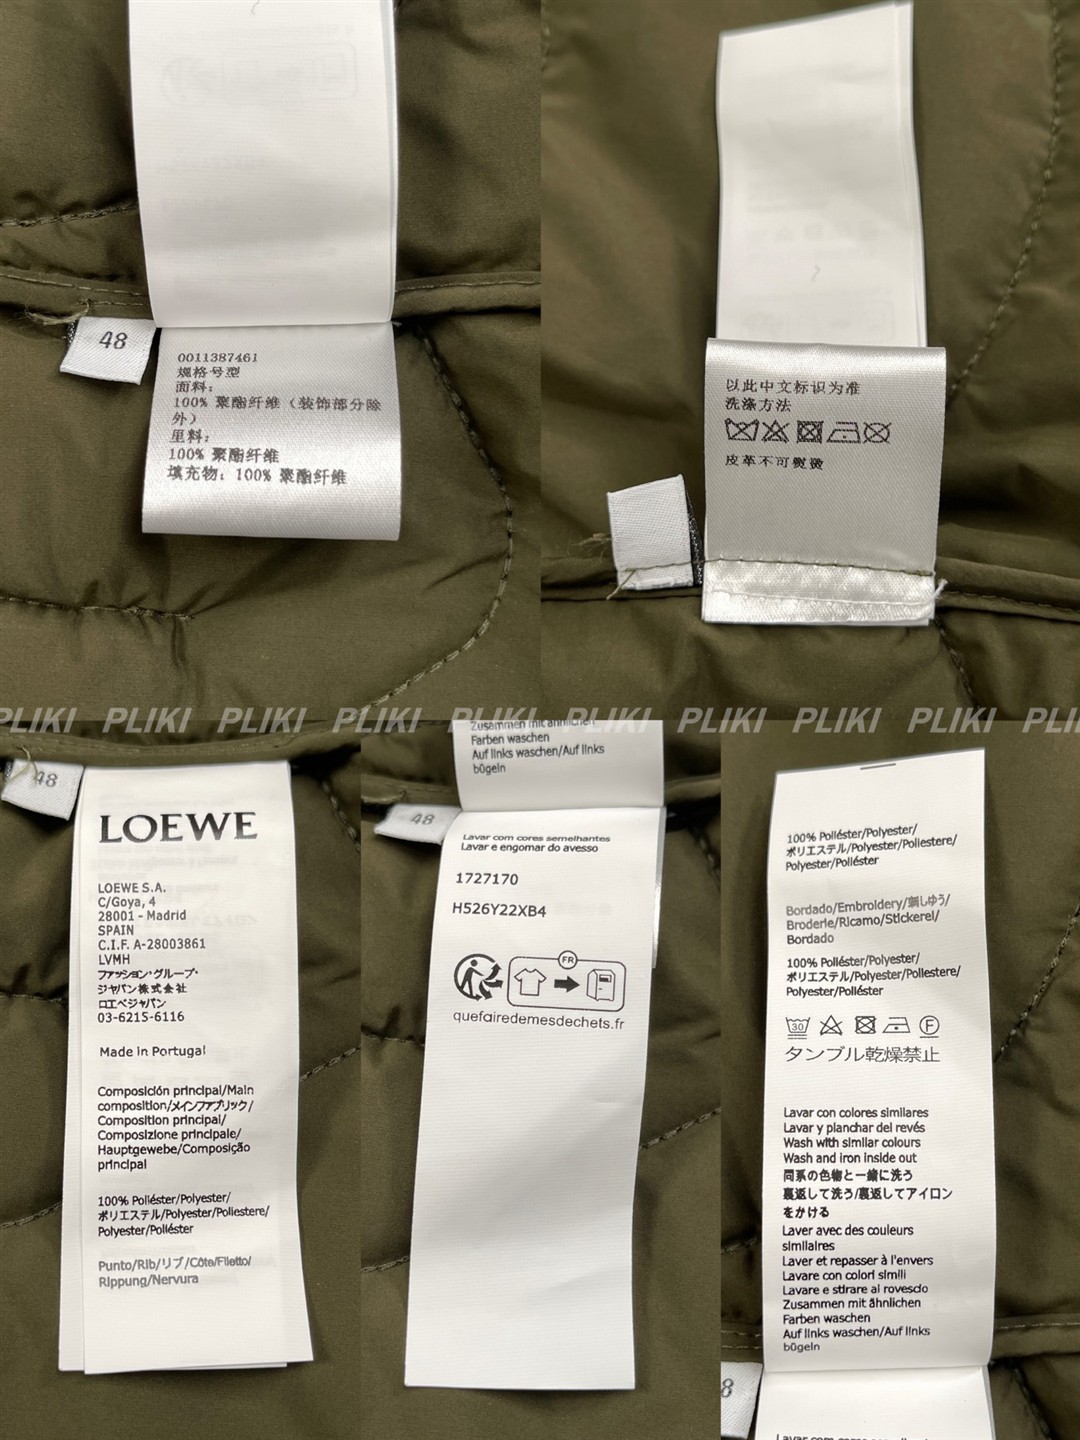 48
0011387461
规格号型
面料：
100% 聚酯纤维（装饰部分除
外）
里料：
100% 聚酯纤维
填充物：100% 聚酯纤维
以此中文标识为准
洗涤方法
皮革不可熨烫
PLIKI PLIKI PLIKI PLIKI PLIKI PLIKI PLIKI PLIKI PLIKI PLI
48
LOEWE
LOEWE S.A.
C/Goya, 4
28001 - Madrid
SPAIN
C.I.F. A-28003861
LVMH
ファッション・グループ・
ジャパン株式会社
ロエベジャパン
03-6215-6116
Made in Portugal
Composición principal/Main
composition/メインファブリック/
Composition principal/
Composizione principale/
Hauptgewebe/Composição
principal
100% Poliéster/Polyester/
ポリエステル/Polyester/Poliestere/
Polyester/Poliéster
Punto/Rib/リブ/Côte/Filetto/
Rippung/Nervura
Zusammen mit ähnlichen
Farben waschen
Auf links waschen/Auf links
bügeln
48
Lavar com cores semelhantes
Lavar e engomar do avesso
1727170
H526Y22XB4
FR
quefairedemesdechets.fr
100% Poliéster/Polyester/
ポリエステル/Polyester/Poliestere/
Polyester/Poliéster
Bordado/Embroidery/刺しゅう/
Broderie/Ricamo/Stickerei/
Bordado
100% Poliéster/Polyester/
ポリエステル/Polyester/Poliestere/
Polyester/Poliéster
30 F
タンブル乾燥禁止
Lavar con colores similares
Lavar y planchar del revés
Wash with similar colours
Wash and iron inside out
同系の色物と一緒に洗う
裏返して洗う/裏返してアイロン
をかける
Laver avec des couleurs
similaires
Laver et repasser à l'envers
Lavare con colori simili
Lavare e stirare al rovescio
Zusammen mit ähnlichen
Farben waschen
Auf links waschen/Auf links
bügeln
8
Lavar com cores semelhantes